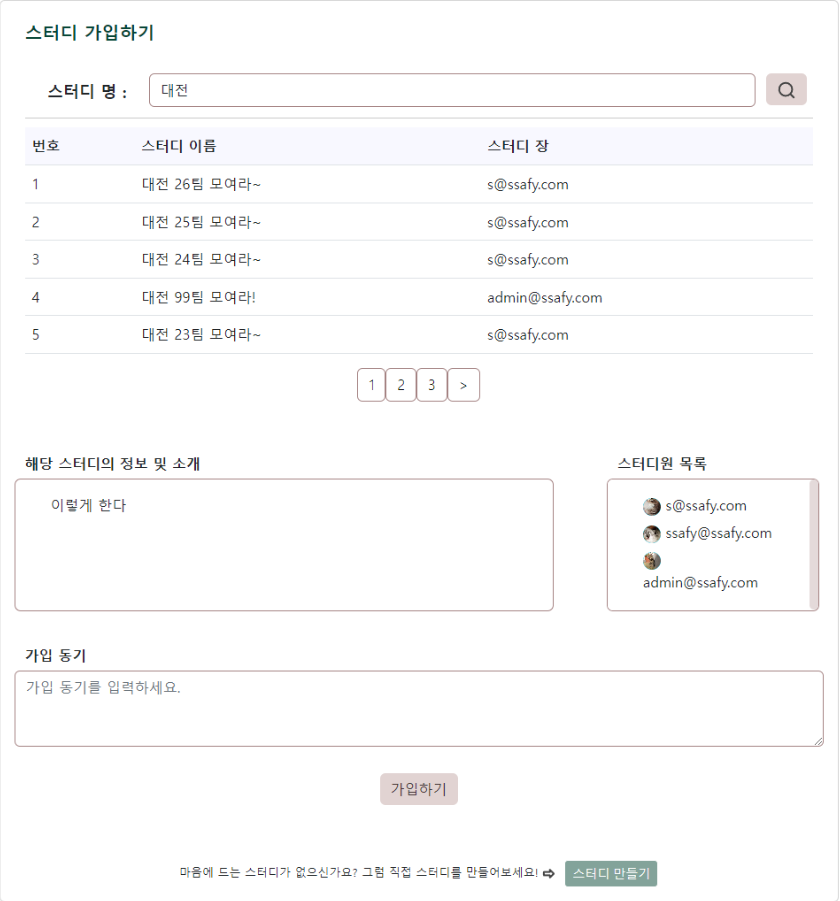 스터디 가입하기
스터디 명 : 대전
번호 스터디 이름 스터디 장
1 대전 26팀 모여라~ s@ssafy.com
2 대전 25팀 모여라~ s@ssafy.com
3 대전 24팀 모여라~ s@ssafy.com
4 대전 99팀 모여라! admin@ssafy.com
5 대전 23팀 모여라~ s@ssafy.com
1 2 3 >
해당 스터디의 정보 및 소개
이렇게 한다
스터디원 목록
s@ssafy.com
ssafy@ssafy.com
admin@ssafy.com
가입 동기
가입 동기를 입력하세요.
가입하기
마음에 드는 스터디가 없으신가요? 그럼 직접 스터디를 만들어보세요! ⇨ 스터디 만들기